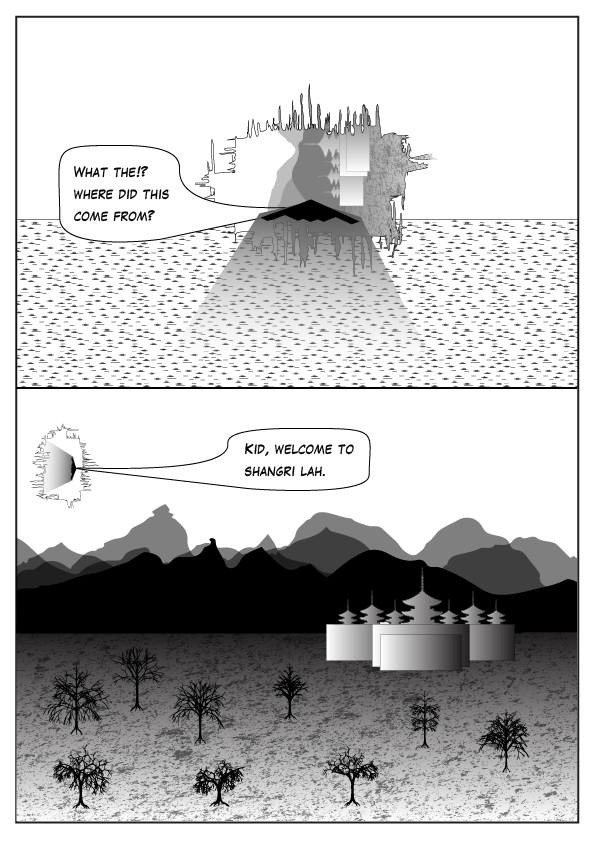 What the!?
where did this
come from?
Kid, welcome to
shangri lah.